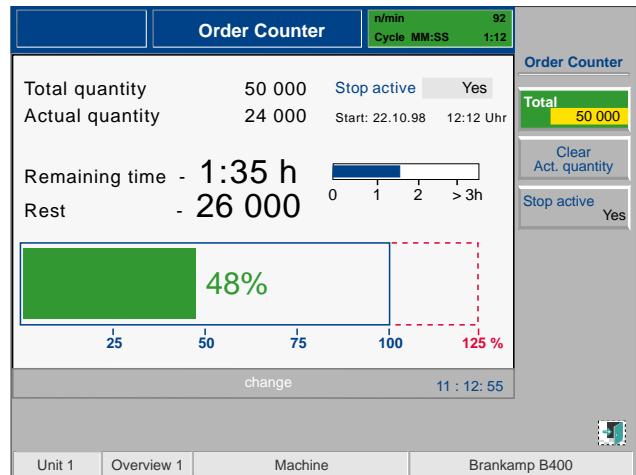 Order Counter
n/min 92
Cycle MM:SS 1:12
Order Counter
Total quantity 50 000 Stop active Yes
Actual quantity 24 000 Start: 22.10.98 12:12 Uhr
Total
50 000
Clear
Act. quantity
Stop active
Yes
Remaining time - 1:35 h
0 1 2 > 3h
Rest - 26 000
48%
25 50 75 100 125 %
change 11 : 12: 55
Unit 1 Overview 1 Machine Brankamp B400